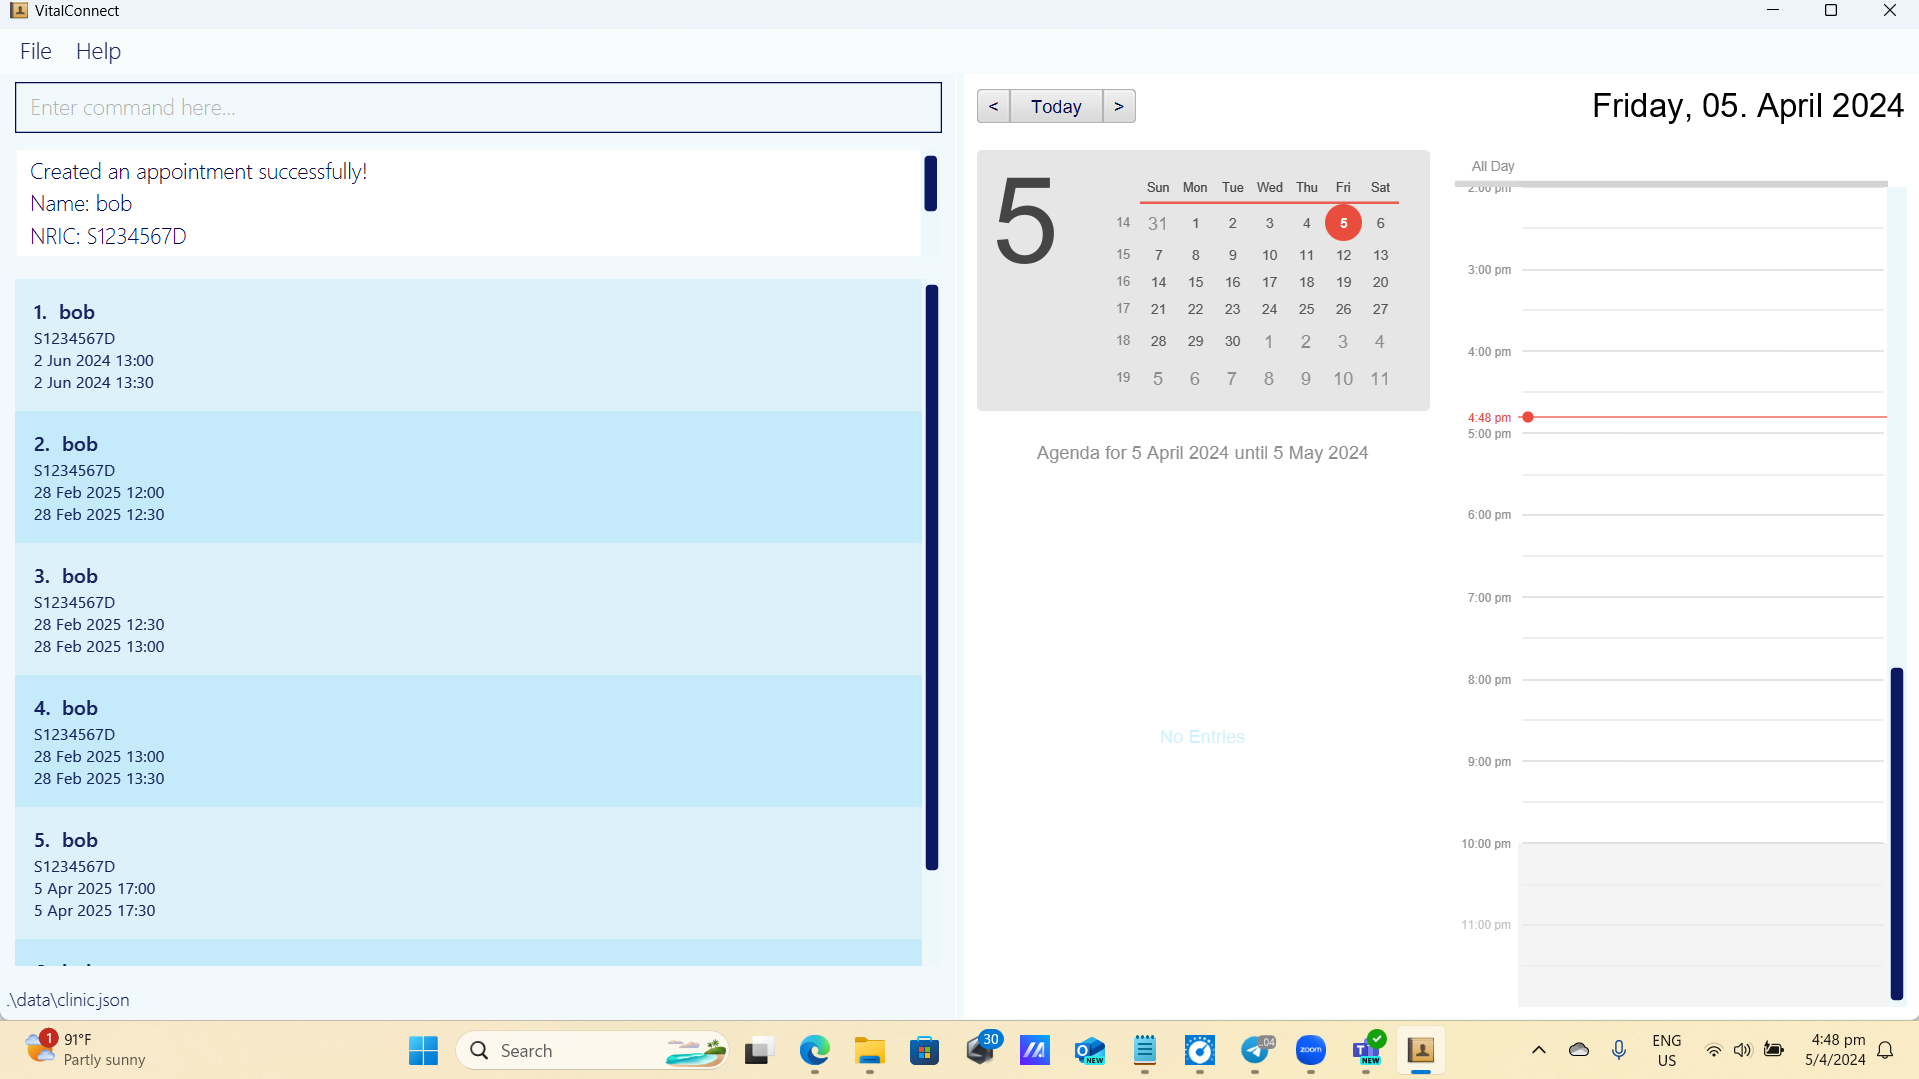 VitalConnect
File Help
Enter command here...
Created an appointment successfully!
Name: bob
NRIC: S1234567D
1. bob
S1234567D
2 Jun 2024 13:00
2 Jun 2024 13:30
2. bob
S1234567D
28 Feb 2025 12:00
28 Feb 2025 12:30
3. bob
S1234567D
28 Feb 2025 12:30
28 Feb 2025 13:00
4. bob
S1234567D
28 Feb 2025 13:00
28 Feb 2025 13:30
5. bob
S1234567D
5 Apr 2025 17:00
5 Apr 2025 17:30
.\data\clinic.json
< Today >
Friday, 05. April 2024
5
Sun Mon Tue Wed Thu Fri Sat
14 31 1 2 3 4 5 6
15 7 8 9 10 11 12 13
16 14 15 16 17 18 19 20
17 21 22 23 24 25 26 27
18 28 29 30 1 2 3 4
19 5 6 7 8 9 10 11
Agenda for 5 April 2024 until 5 May 2024
No Entries
All Day
2:00 pm
3:00 pm
4:00 pm
4:48 pm
5:00 pm
6:00 pm
7:00 pm
8:00 pm
9:00 pm
10:00 pm
11:00 pm
1
91°F
Partly sunny
Search
30
NEW
.04
zoom
NEW
ENG
US
4:48 pm
5/4/2024